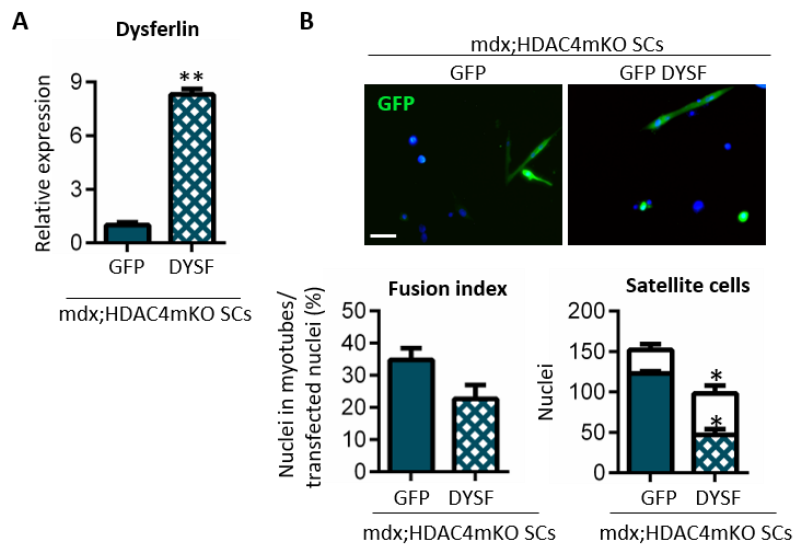 A
Dysferlin
Relative expression
9
6
3
0
**
GFP
DYSF
mdx;HDAC4mKO SCs
B
mdx;HDAC4mKO SCs
GFP
GFP DYSF
GFP
Fusion index
Nuclei in myotubes/
transfected nuclei (%)
50
40
30
20
10
0
GFP
DYSF
mdx;HDAC4mKO SCs
Satellite cells
Nuclei
200
150
100
50
0
*
*
GFP
DYSF
mdx;HDAC4mKO SCs